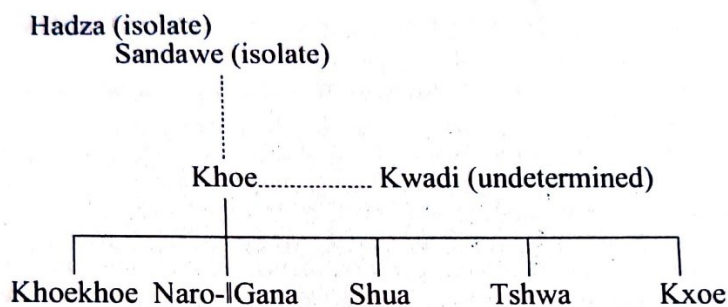 Hadza (isolate)
Sandawe (isolate)
Khoe.................. Kwadi (undetermined)
Khoekhoe Naro-ǁGana Shua Tshwa Kxoe